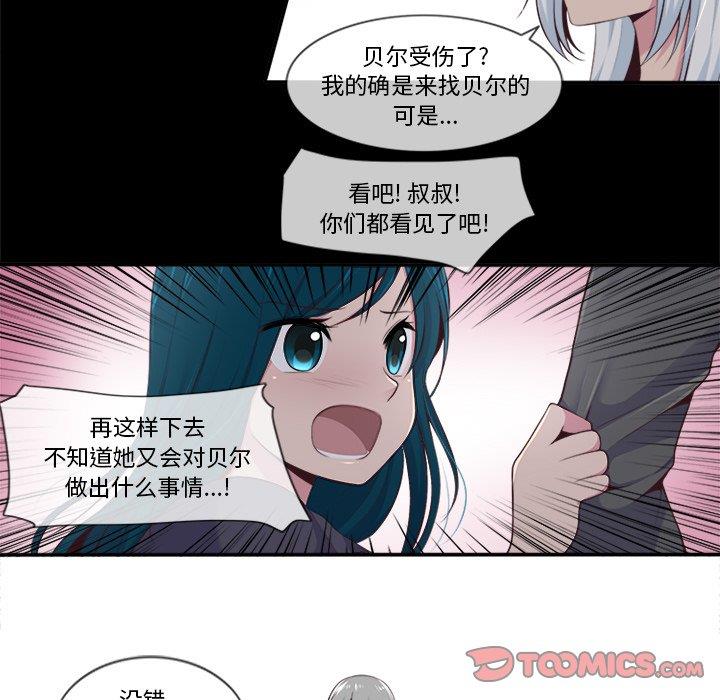 贝尔受伤了?
我的确是来找贝尔的
可是...
看吧! 叔叔!
你们都看见了吧!
再这样下去
不知道她又会对贝尔
做出什么事情...!
TOOMICS.COM
没错